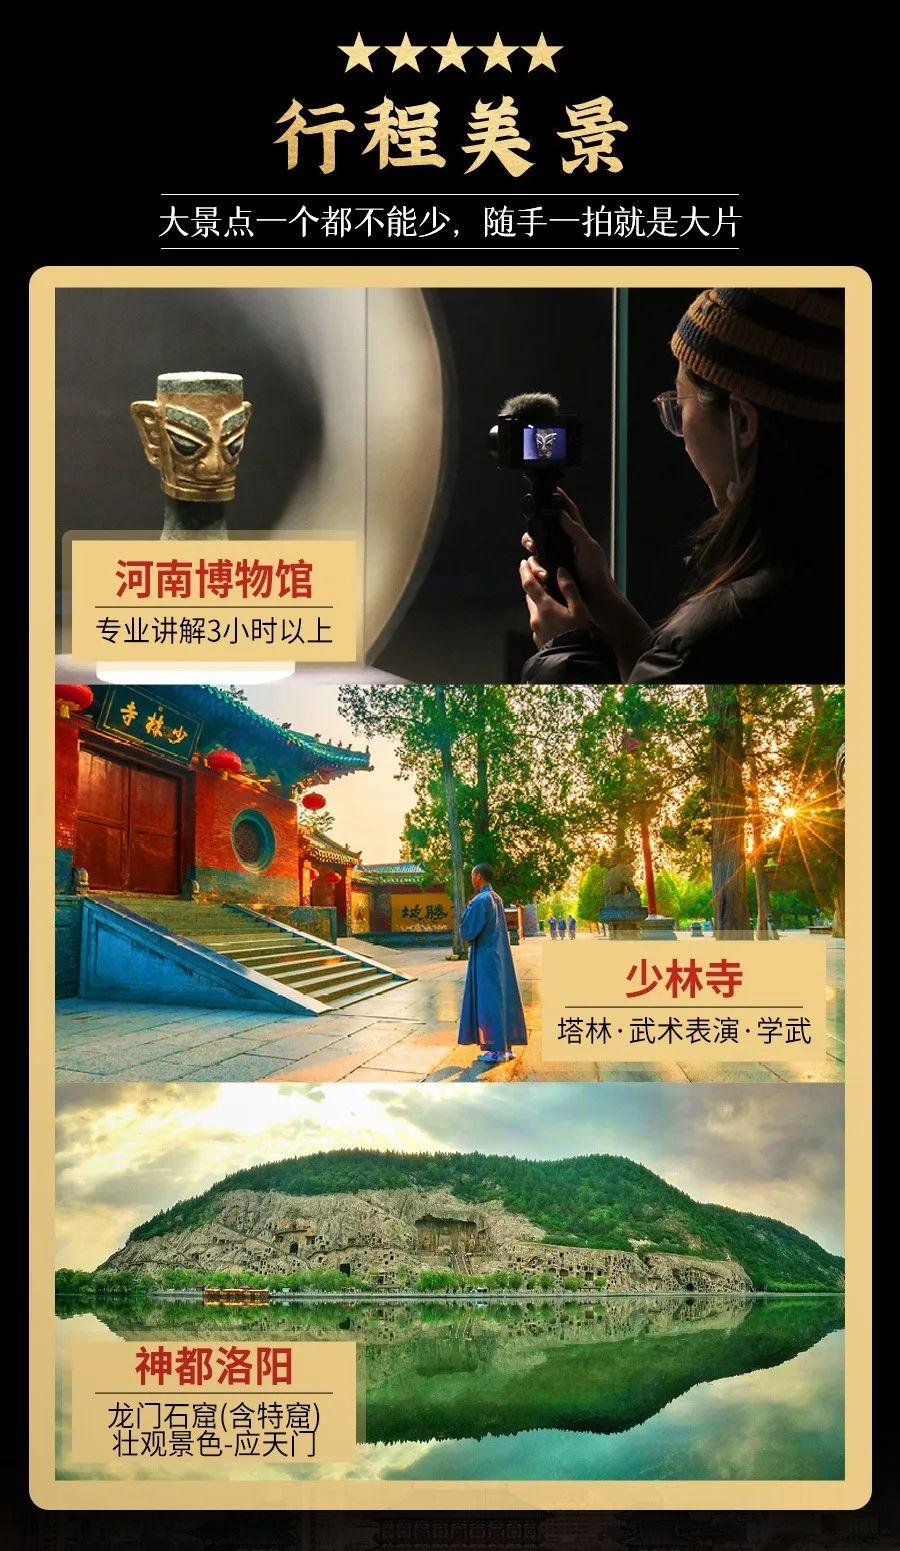 行程美景
大景点一个都不能少，随手一拍就是大片
河南博物馆
专业讲解3小时以上
少林寺
胜坡
少林寺
塔林·武术表演·学武
神都洛阳
龙门石窟(含特窟)
壮观景色-应天门